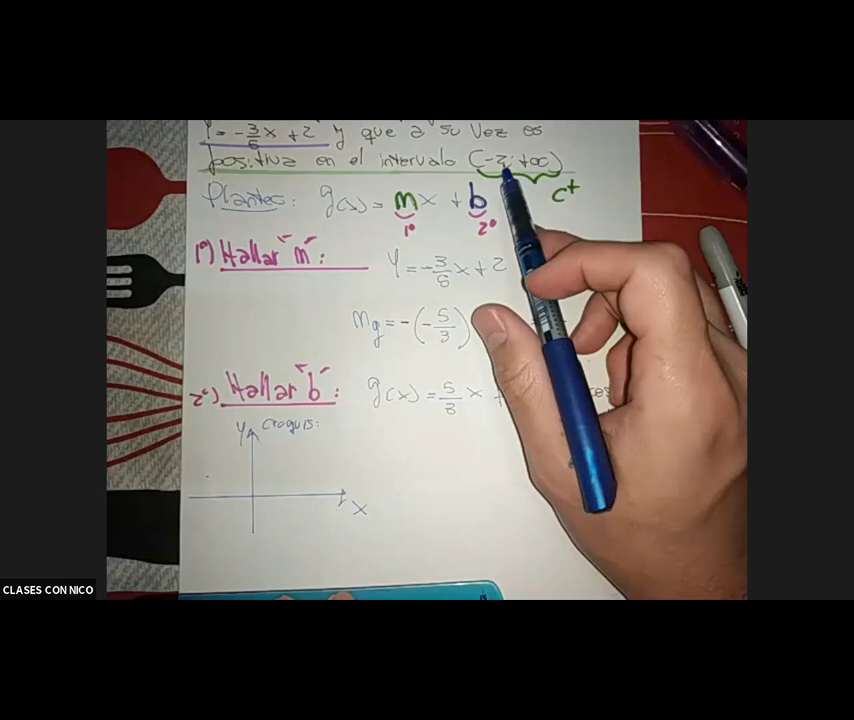 Y = -3/5 x + 2 y que a su vez es
positiva en el intervalo (-2; +∞)
C+
Planteo: g(x) = mx + b
1° 2°
1°) Hallar "m": Y = -3/5 x + 2
mg = -(-5/3)
2°) Hallar "b": g(x) = 5/3 x +
croquis:
Y
X
CLASES CON NICO